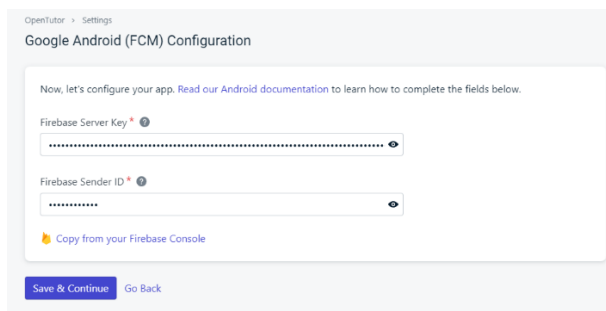 OpenTutor > Settings
Google Android (FCM) Configuration
Now, let's configure your app. Read our Android documentation to learn how to complete the fields below.
Firebase Server Key *
Firebase Sender ID *
Copy from your Firebase Console
Save & Continue Go Back